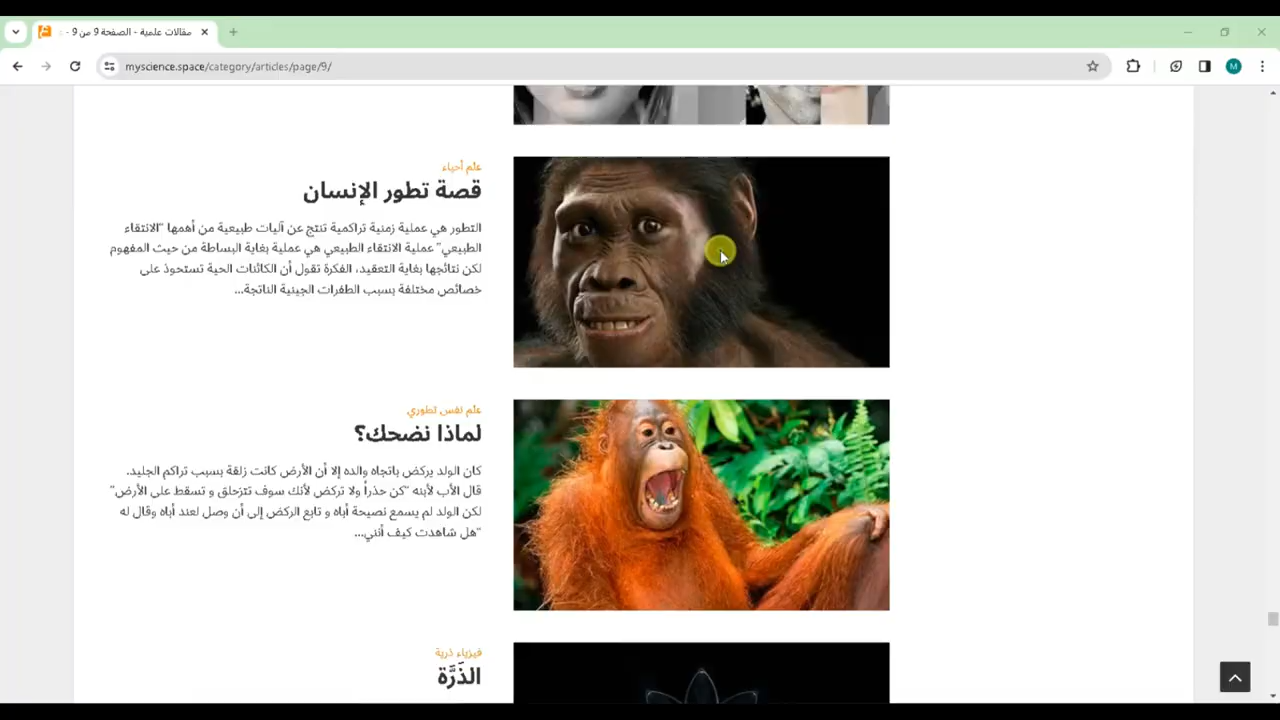 مقالات علمية - الصفحة 9 من 9 -
myscience.space/category/articles/page/9/
M
علم أحياء
قصة تطور الإنسان
التطور هي عملية زمنية تراكمية تنتج عن آليات طبيعية من أهمها "الانتقاء
الطبيعي" عملية الانتقاء الطبيعي هي عملية بغاية البساطة من حيث المفهوم
لكن نتائجها بغاية التعقيد، الفكرة تقول أن الكائنات الحية تستحوذ على
خصائص مختلفة بسبب الطفرات الجينية الناتجة...
علم نفس تطوري
لماذا نضحك؟
كان الولد يركض باتجاه والده إلا أن الأرض كانت زلقة بسبب تراكم الجليد.
قال الأب لأبنه "كن حذراً ولا تركض لأنك سوف تتزحلق و تسقط على الأرض"
لكن الولد لم يسمع نصيحة أباه و تابع الركض إلى أن وصل لعند أباه وقال له
"هل شاهدت كيف أنني...
فيزياء ذرية
الذَرَّة